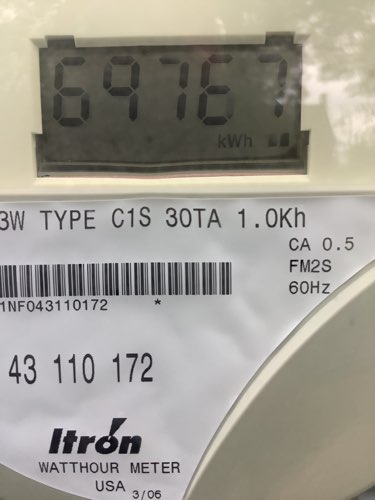 69767
kWh
3W TYPE C1S 30TA 1.0Kh
CA 0.5
FM2S
60Hz
1NF043110172 *
43 110 172
Itrón
WATTHOUR METER
USA 3/06